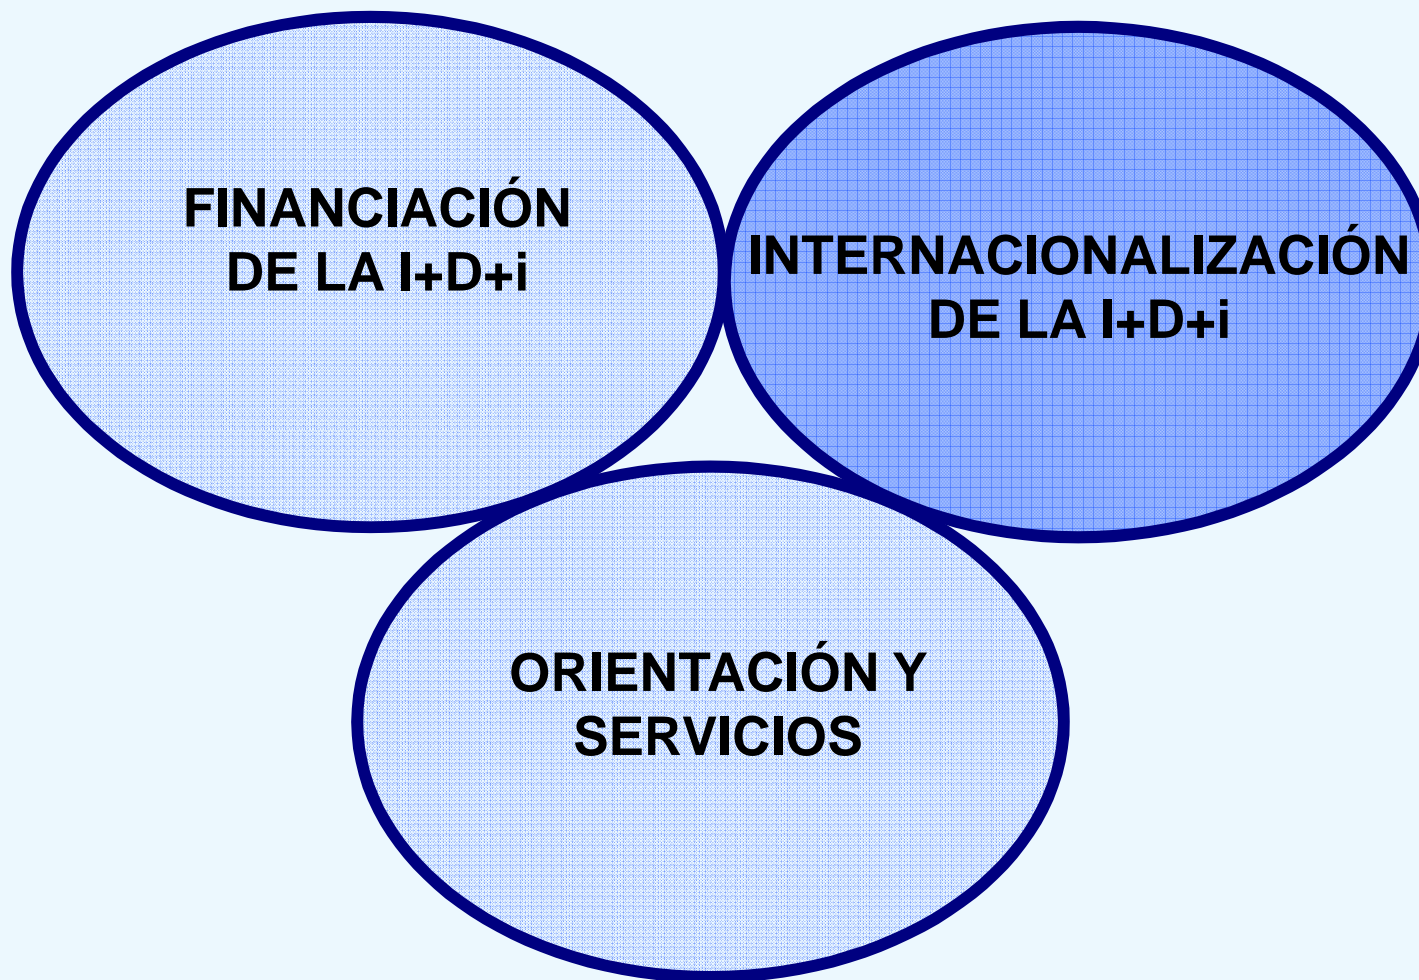 FINANCIACIÓN
DE LA I+D+i
INTERNACIONALIZACIÓN
DE LA I+D+i
ORIENTACIÓN Y
SERVICIOS